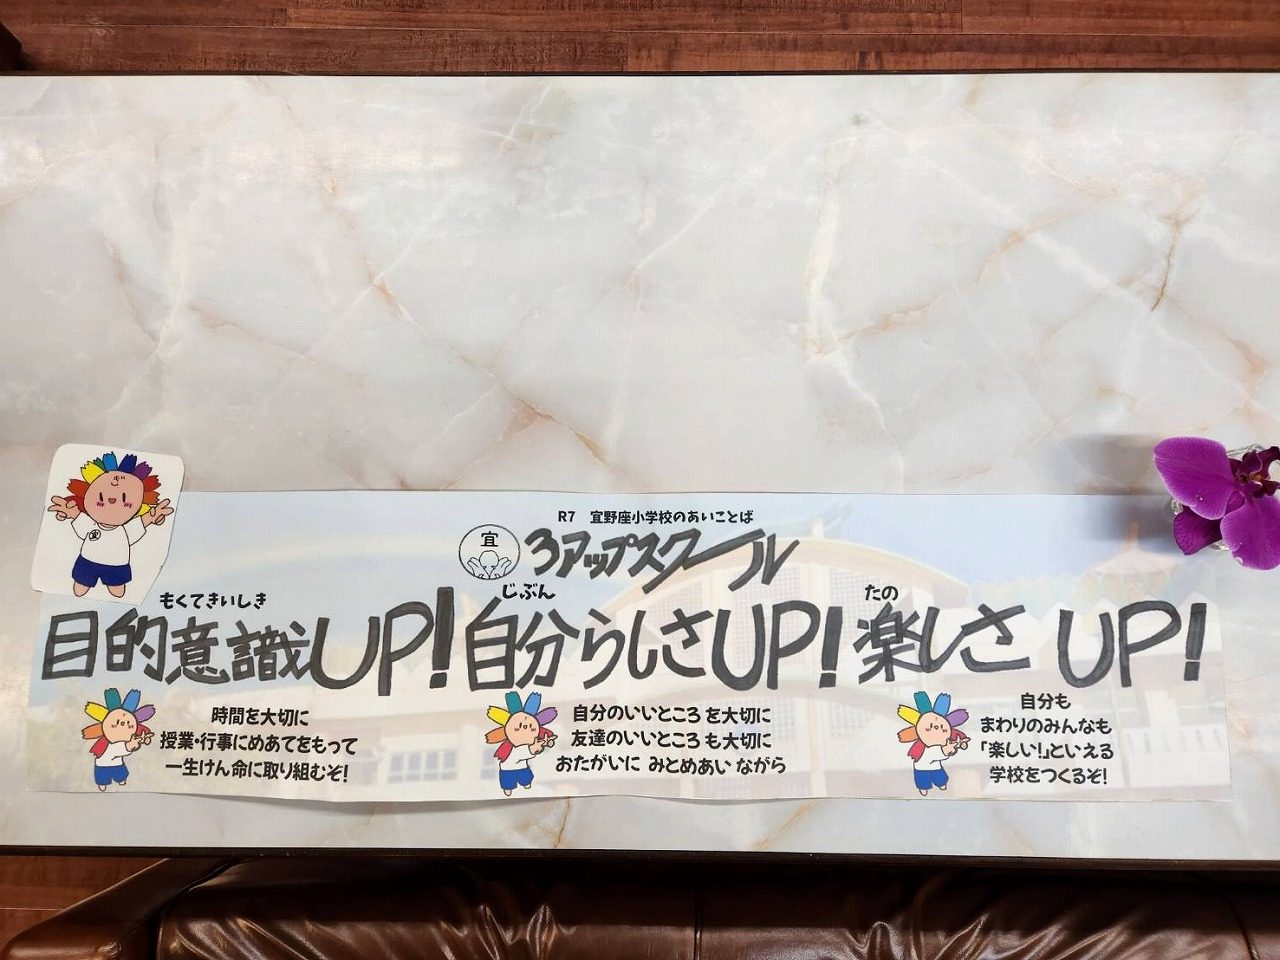 R7 宜野座小学校のあいことば
宜
3アップスクール
もくてきいしき
目的意識UP!
じぶん
自分らしさUP!
たの
楽しさUP!
時間を大切に
授業・行事にめあてをもって
一生けん命に取り組むぞ!
自分のいいところを大切に
友達のいいところも大切に
おたがいに みとめあいながら
自分も
まわりのみんなも
「楽しい!」といえる
学校をつくるぞ!